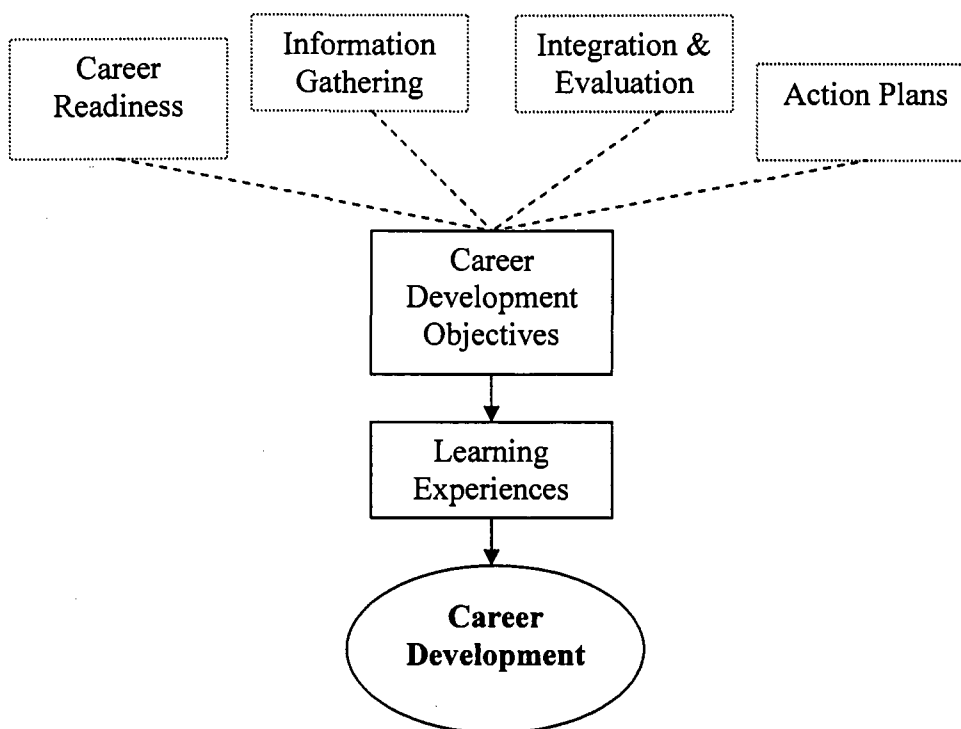 Career
Readiness
Information
Gathering
Integration &
Evaluation
Action Plans
Career
Development
Objectives
Learning
Experiences
Career
Development